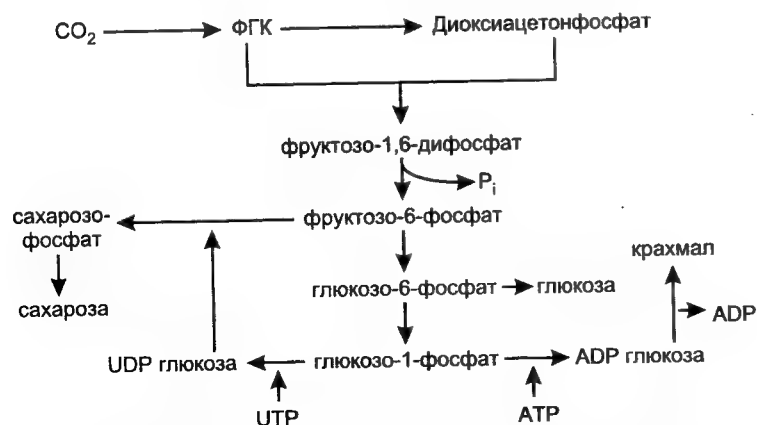 CO₂ ФГК Диоксиацетонфосфат
фруктозо-1,6-дифосфат
Pᵢ
сахарозо-
фосфат
фруктозо-6-фосфат
крахмал
глюкозо-6-фосфат глюкоза
сахароза
ADP
UDP глюкоза глюкозо-1-фосфат ADP глюкоза
UTP ATP